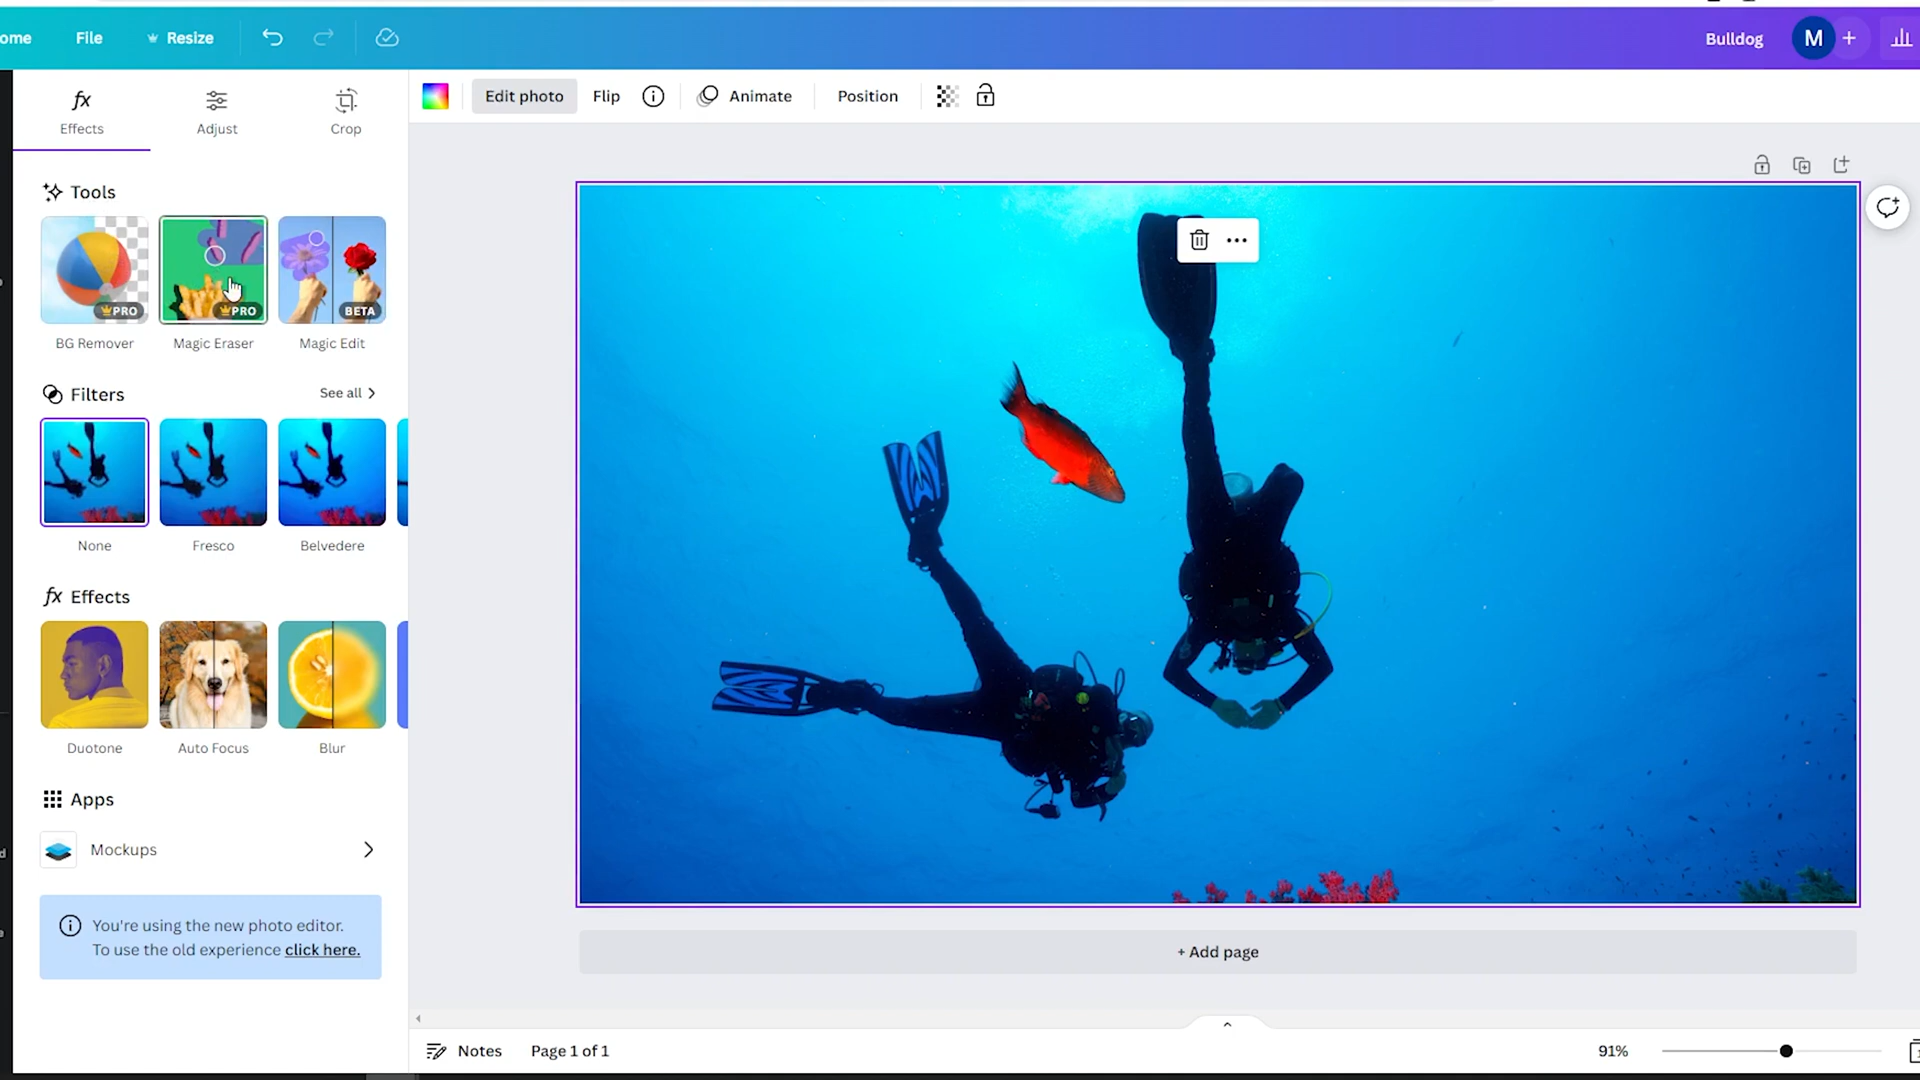 ome File Resize Bulldog M
Edit photo Flip Animate Position
Effects Adjust Crop
Tools
PRO PRO BETA
BG Remover Magic Eraser Magic Edit
Filters See all
None Fresco Belvedere
fx Effects
Duotone Auto Focus Blur
Apps
Mockups
You're using the new photo editor.
To use the old experience click here.
+ Add page
Notes Page 1 of 1 91%